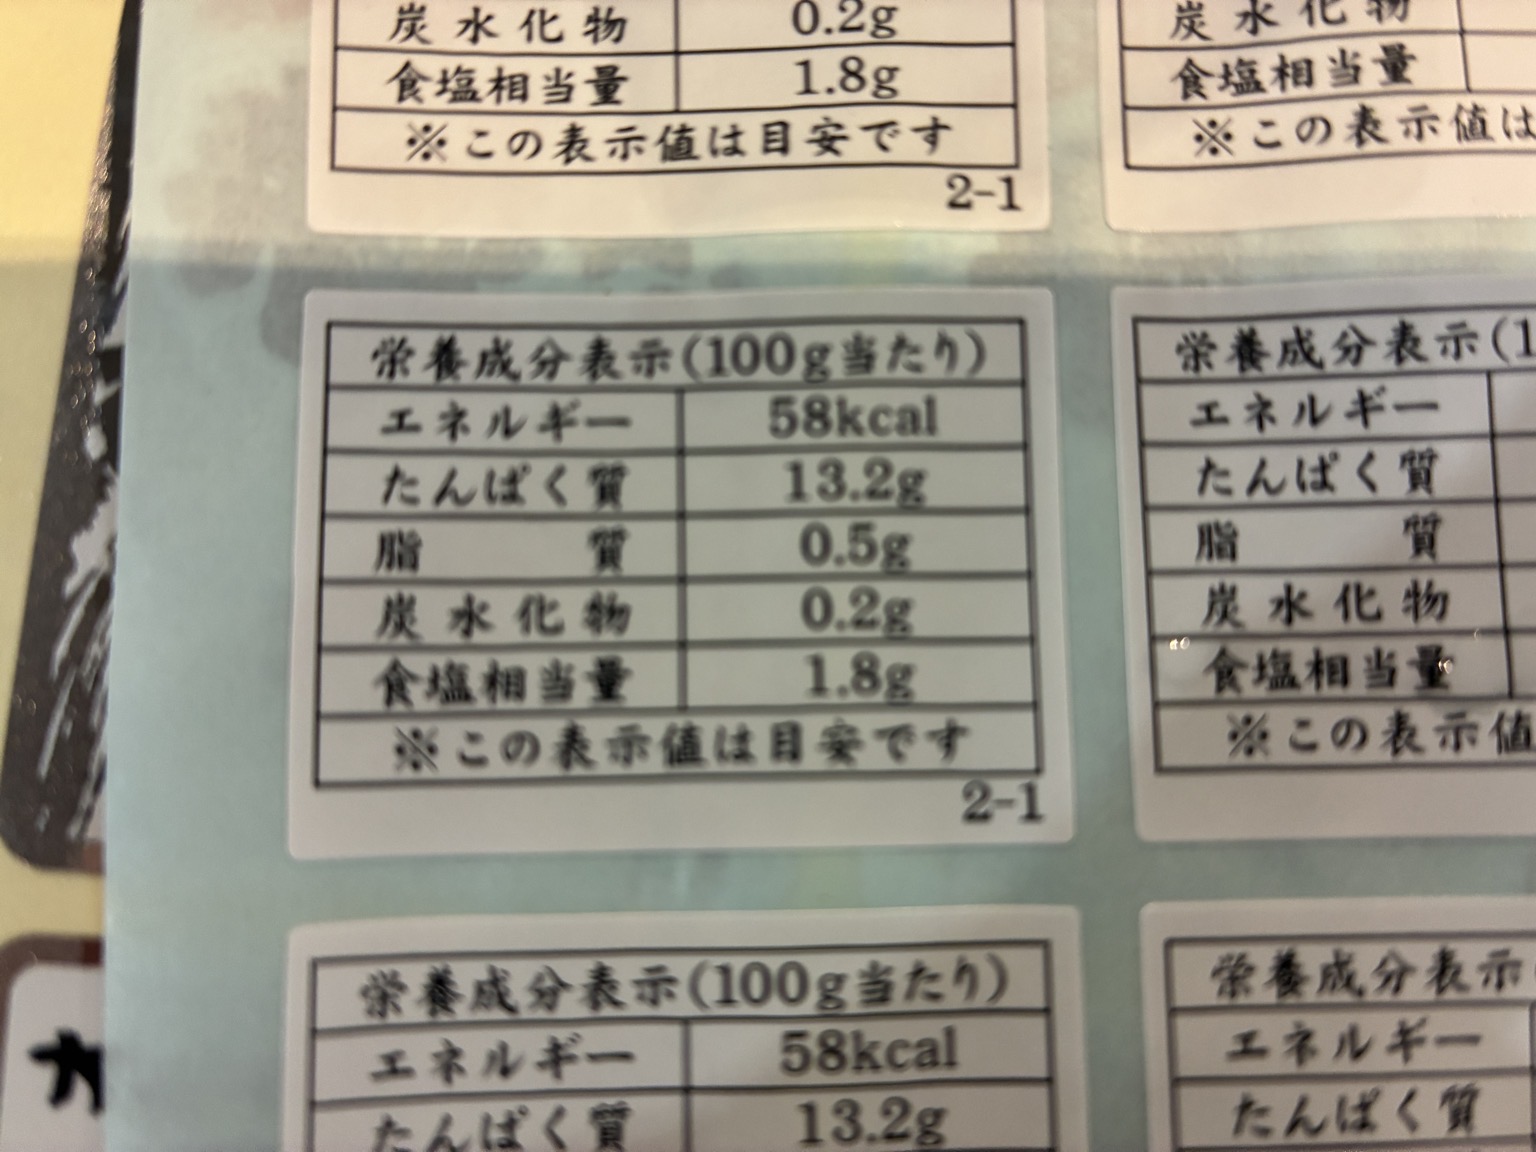 炭水化物 0.2g
食塩相当量 1.8g
※この表示値は目安です
2-1
炭水化物
食塩相当量
※この表示値は
栄養成分表示(100g当たり)
エネルギー 58kcal
たんぱく質 13.2g
脂質 0.5g
炭水化物 0.2g
食塩相当量 1.8g
※この表示値は目安です
2-1
栄養成分表示(1
エネルギー
たんぱく質
脂質
炭水化物
食塩相当量
※この表示値
栄養成分表示(100g当たり)
エネルギー 58kcal
たんぱく質 13.2g
栄養成分表示
エネルギー
たんぱく質